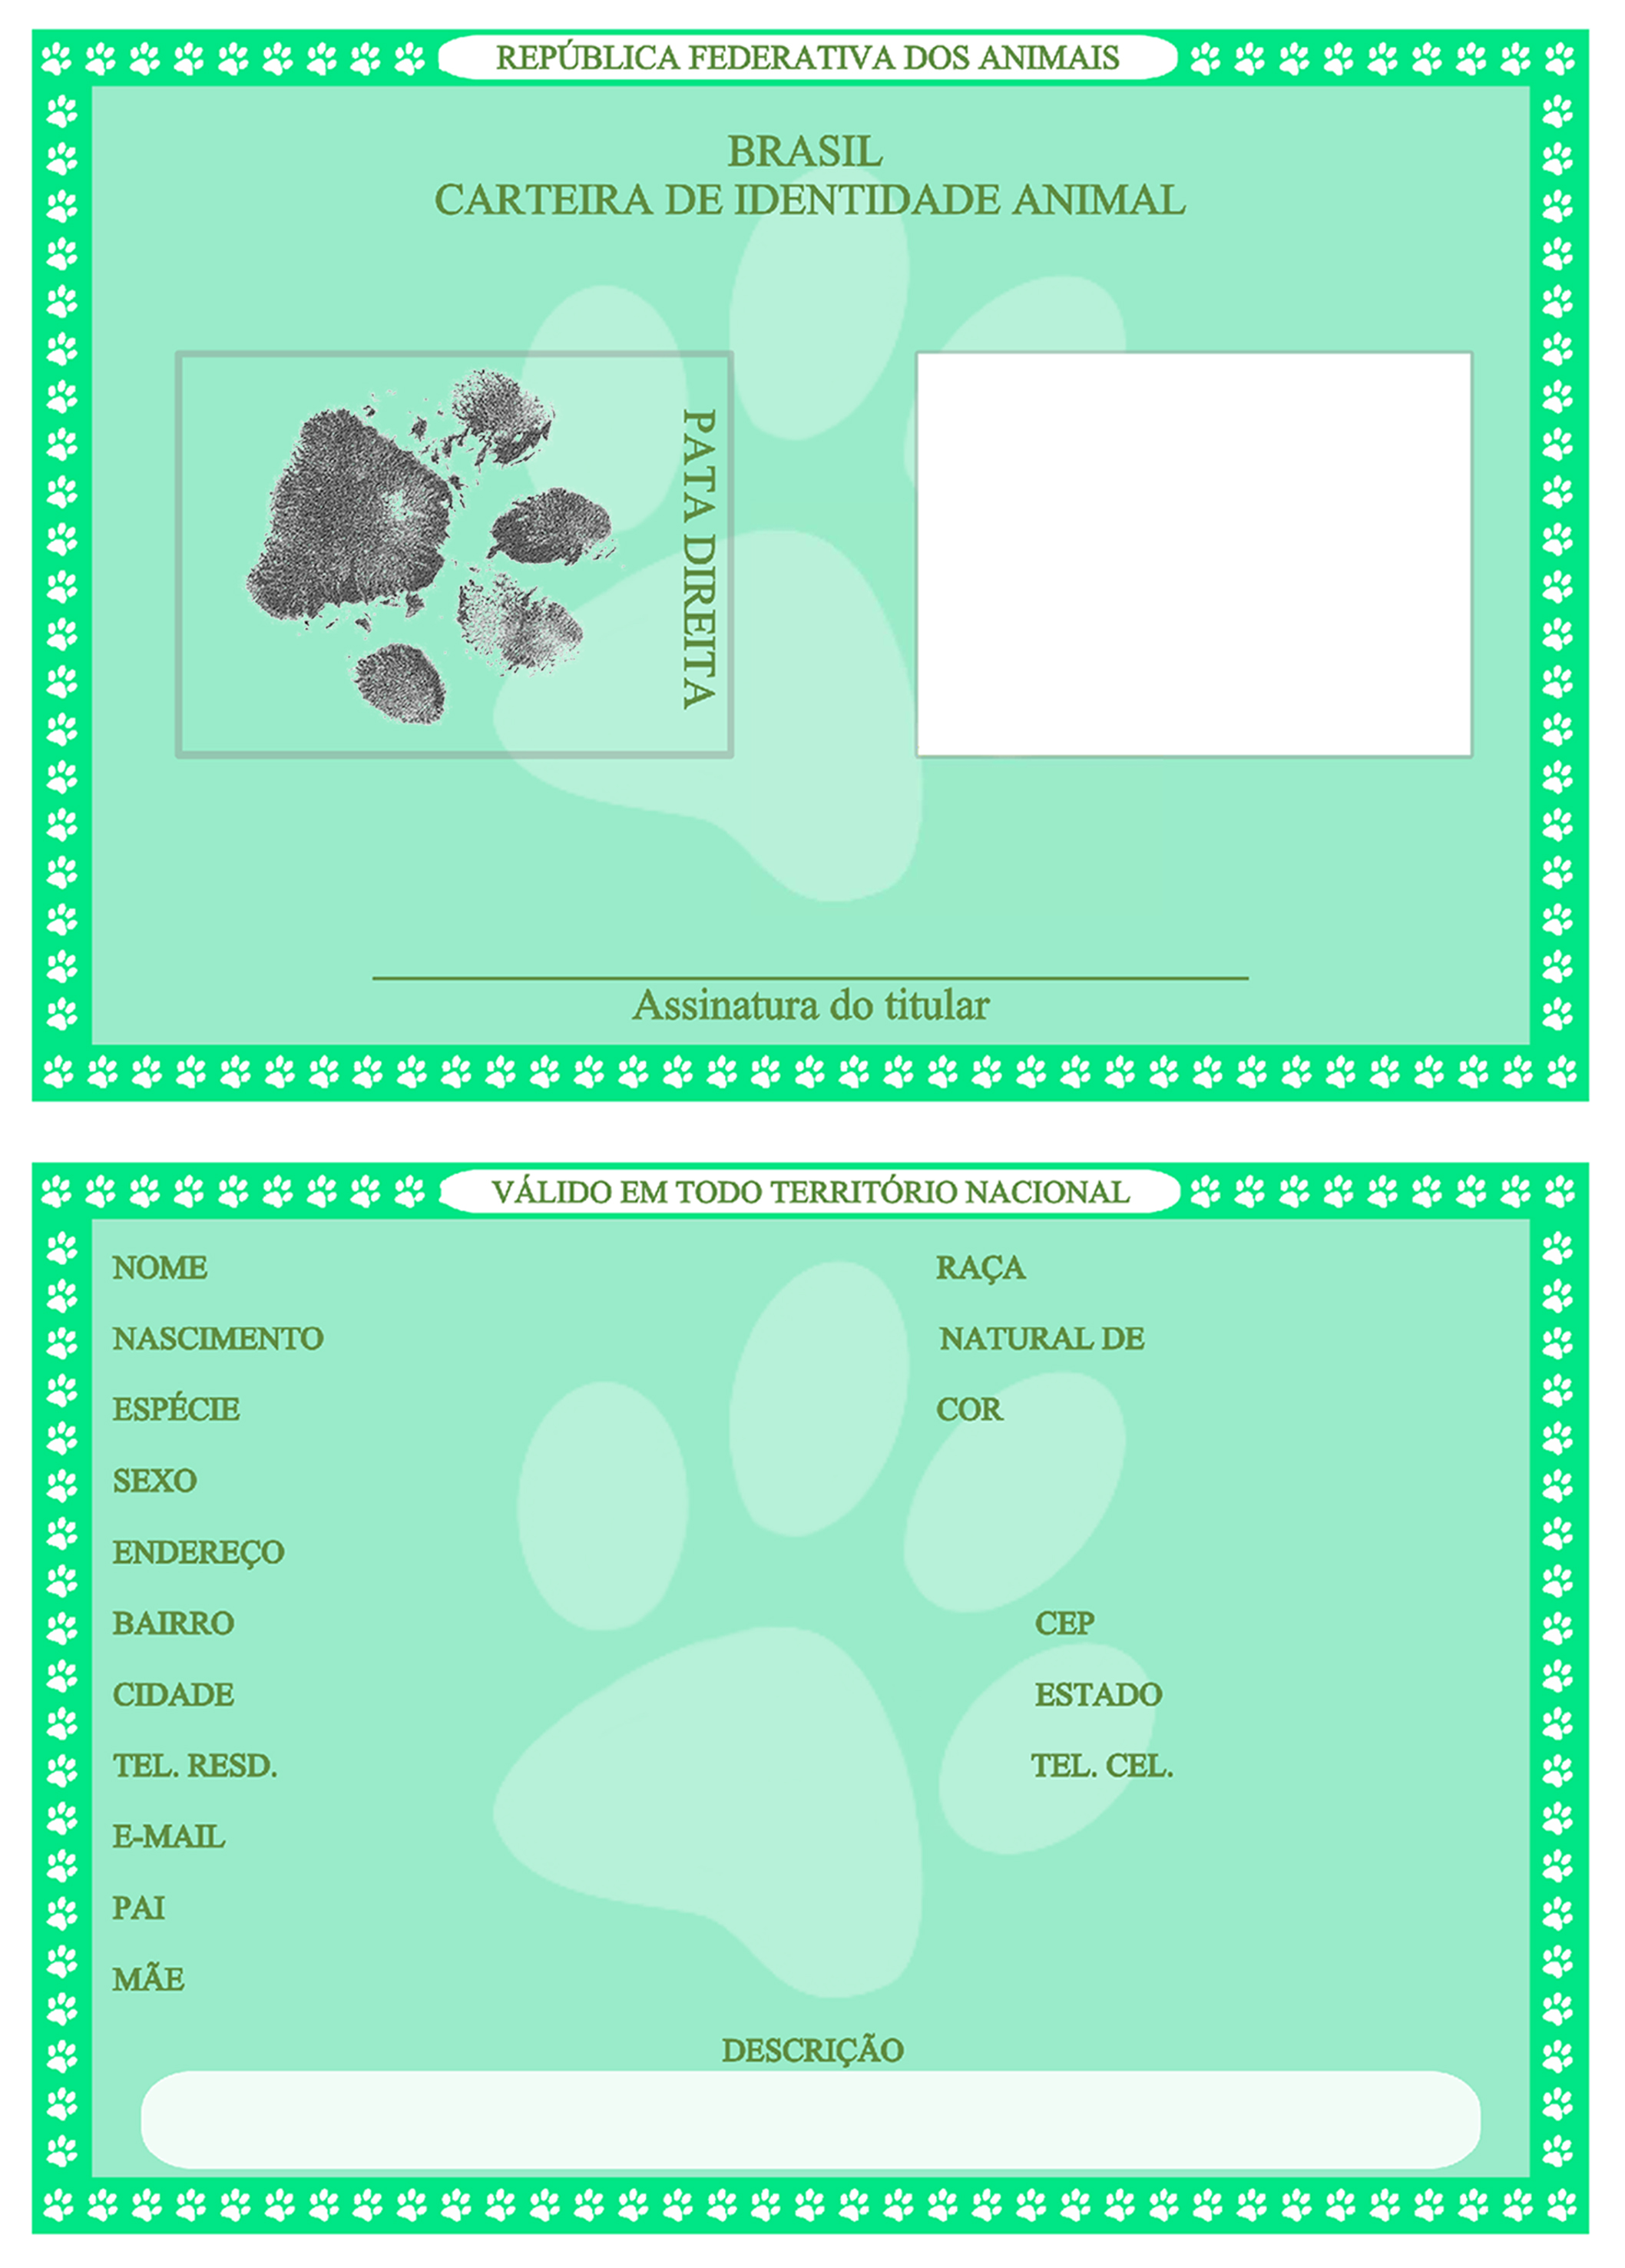 REPÚBLICA FEDERATIVA DOS ANIMAIS
BRASIL
CARTEIRA DE IDENTIDADE ANIMAL
PATA DIREITA
Assinatura do titular
VÁLIDO EM TODO TERRITÓRIO NACIONAL
NOME RAÇA
NASCIMENTO NATURAL DE
ESPÉCIE COR
SEXO
ENDEREÇO
BAIRRO CEP
CIDADE ESTADO
TEL. RESD. TEL. CEL.
E-MAIL
PAI
MÃE
DESCRIÇÃO